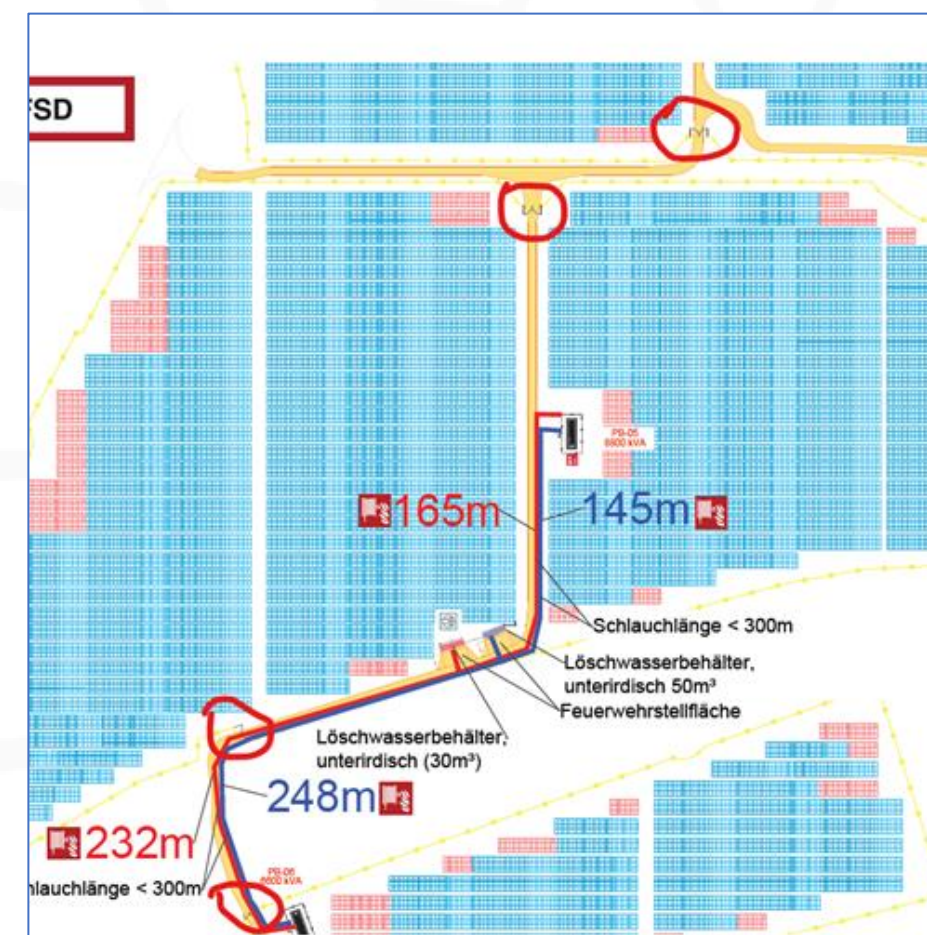 FSD
PB-05
6600 kVA
165m
145m
Schlauchlänge < 300m
Löschwasserbehälter,
unterirdisch 50m³
Feuerwehrstellfläche
Löschwasserbehälter,
unterirdisch (30m³)
248m
232m
hlauchlänge < 300m
PB-06
6600 kVA